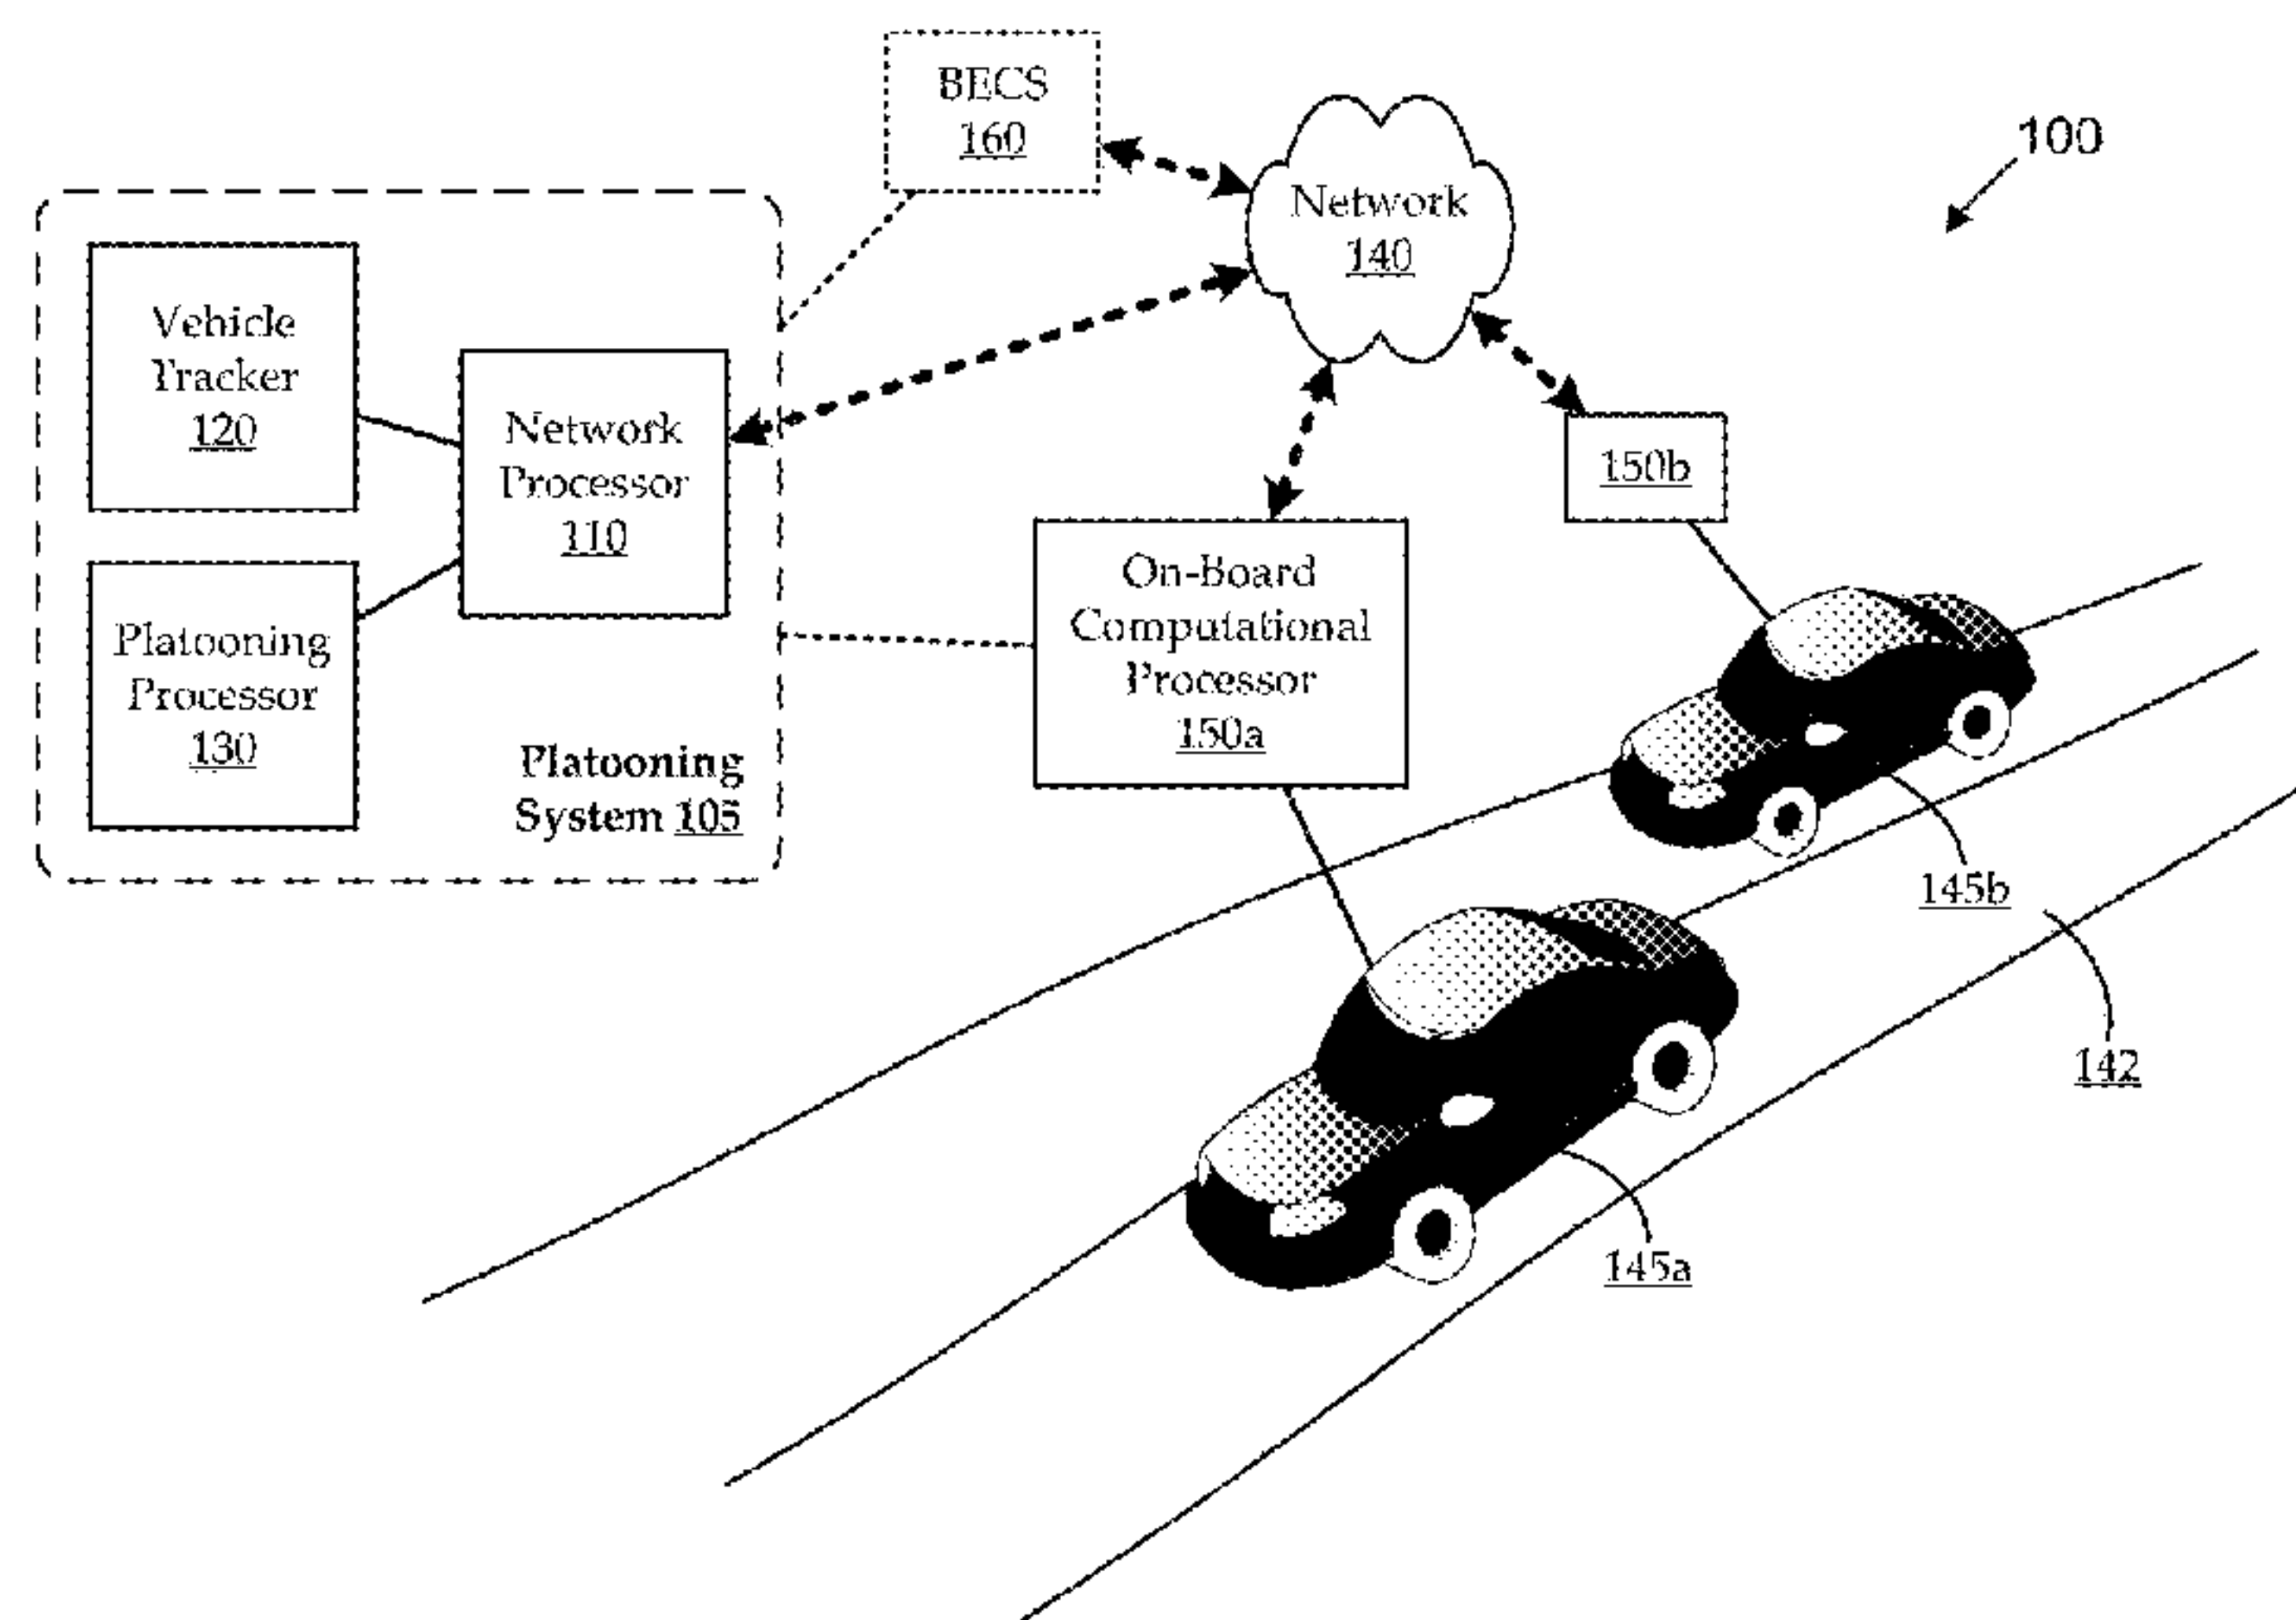 BECS
160
100
Network
140
Vehicle
Tracker
120
Network
Processor
110
150b
On-Board
Computational
Processor
150a
Platooning
Processor
130
Platooning
System 105
145b
142
145a